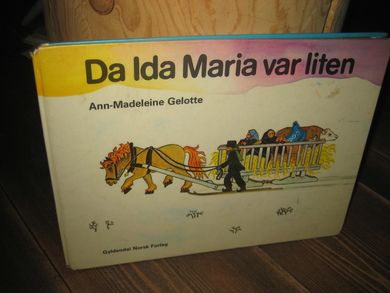 Da Ida Maria var liten
Ann-Madeleine Gelotte
Gyldendal Norsk Forlag